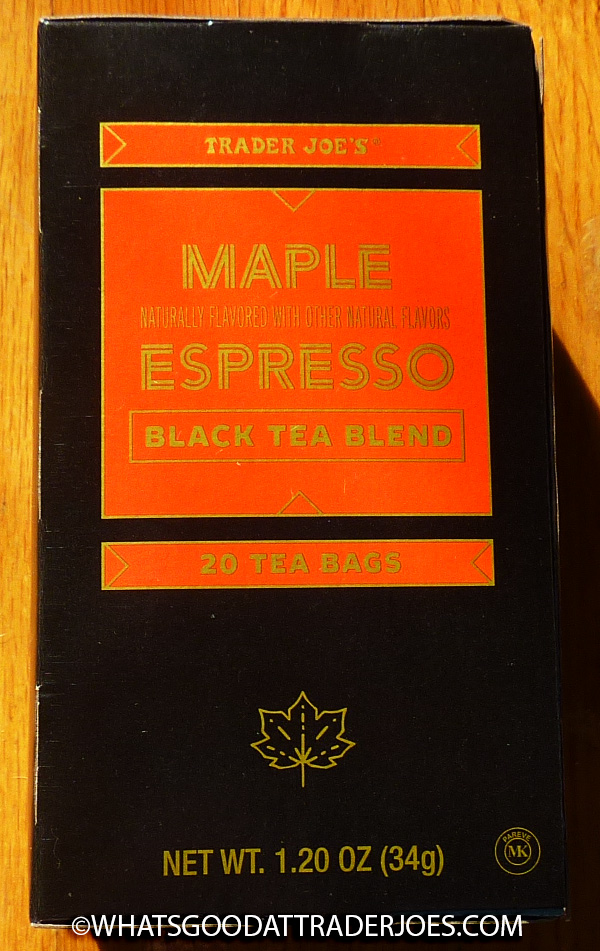 TRADER JOE'S
MAPLE
NATURALLY FLAVORED WITH OTHER NATURAL FLAVORS
ESPRESSO
BLACK TEA BLEND
20 TEA BAGS
PAREVE
MK
NET WT. 1.20 OZ (34g)
©WHATSGOODATTRADERJOES.COM